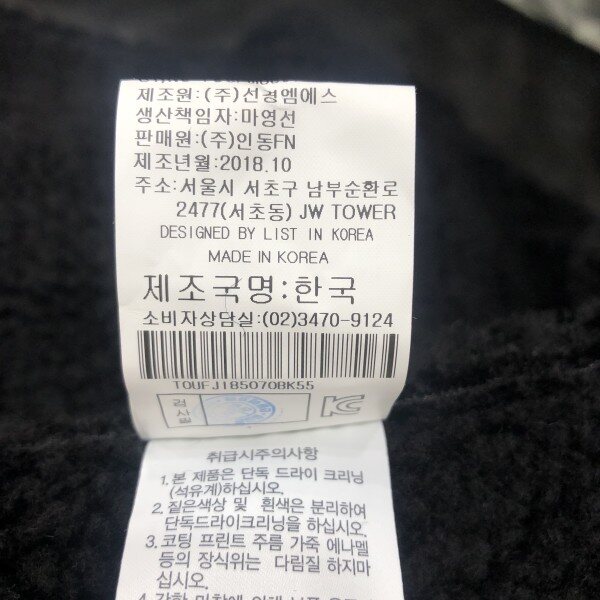 제조원:(주)선경엠에스
생산책임자:마영선
판매원:(주)인동FN
제조년월:2018.10
주소:서울시 서초구 남부순환로
2477(서초동) JW TOWER
DESIGNED BY LIST IN KOREA
MADE IN KOREA
제조국명:한국
소비자상담실:(02)3470-9124
TOUFJI85070BK55
검사필
취급시주의사항
1. 본 제품은 단독 드라이 크리닝
(석유계)하십시오.
2. 짙은색상 및 흰색은 분리하여
단독드라이크리닝을 하십시오.
3. 코팅 프린트 주름 가죽 에나멜
등의 장식위는 다림질 하지마
십시오.